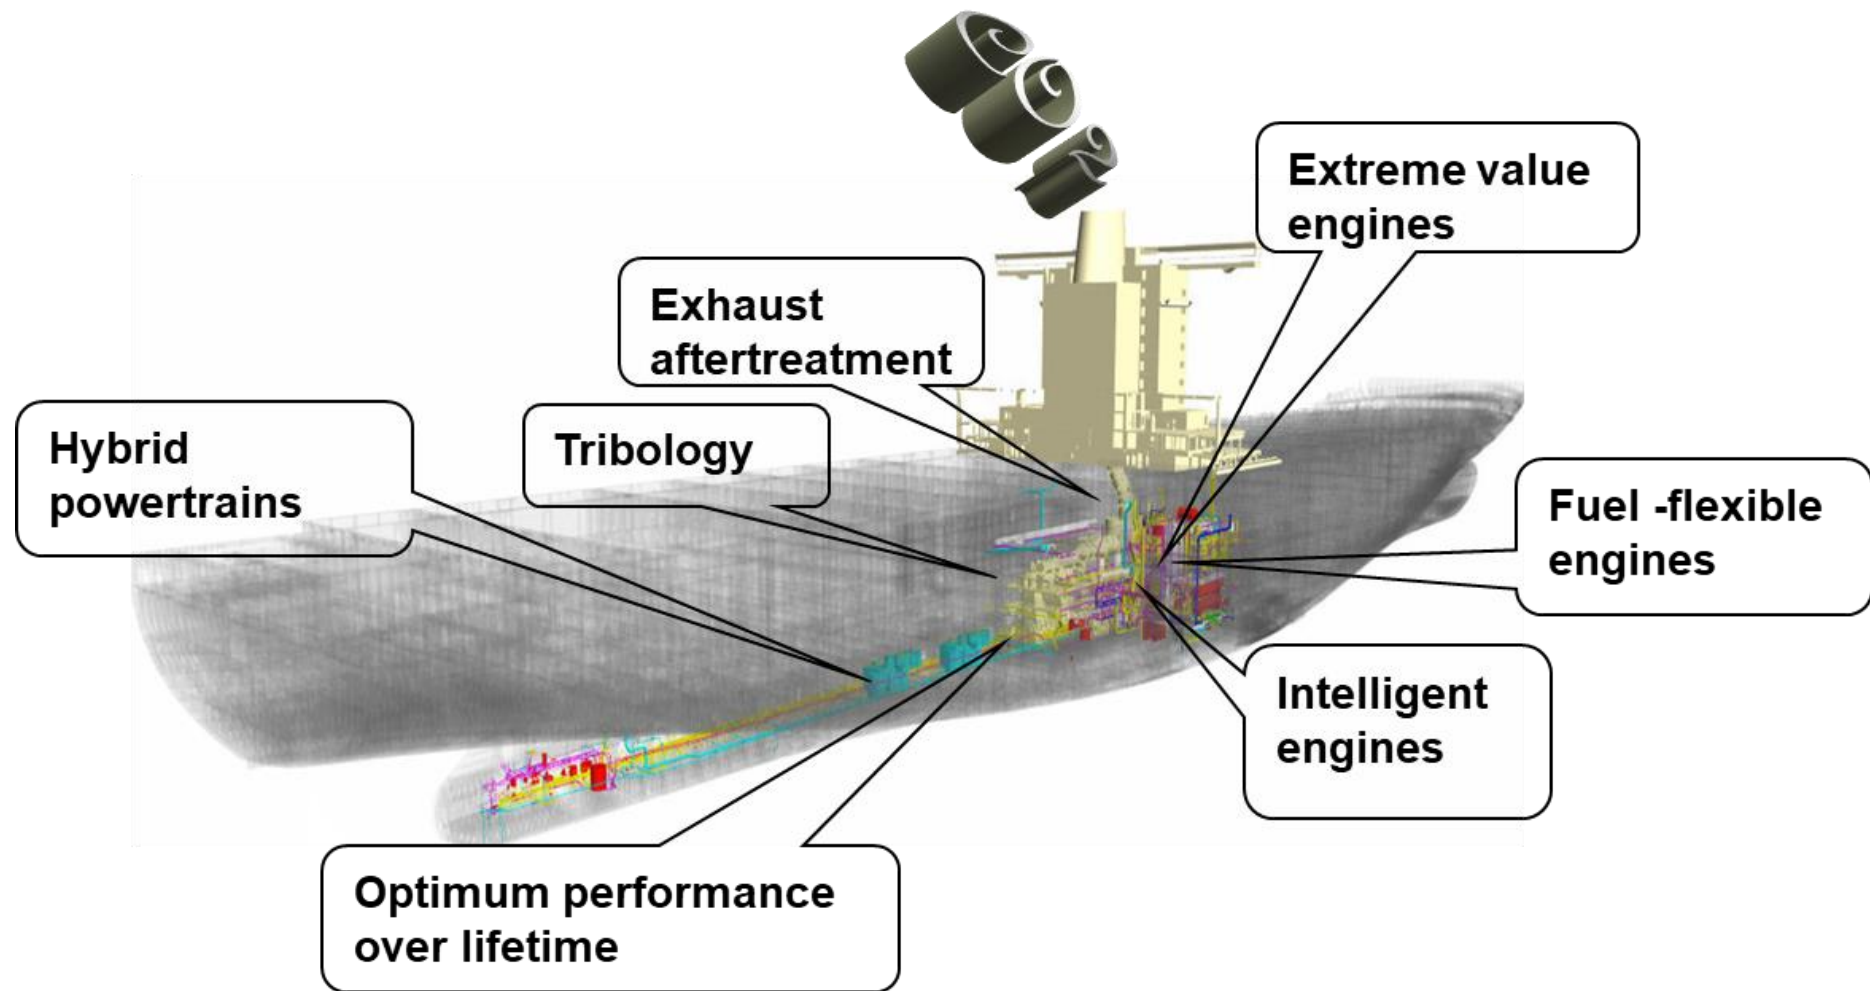 Extreme value
engines
Exhaust
aftertreatment
Hybrid
powertrains
Tribology
Fuel -flexible
engines
Intelligent
engines
Optimum performance
over lifetime